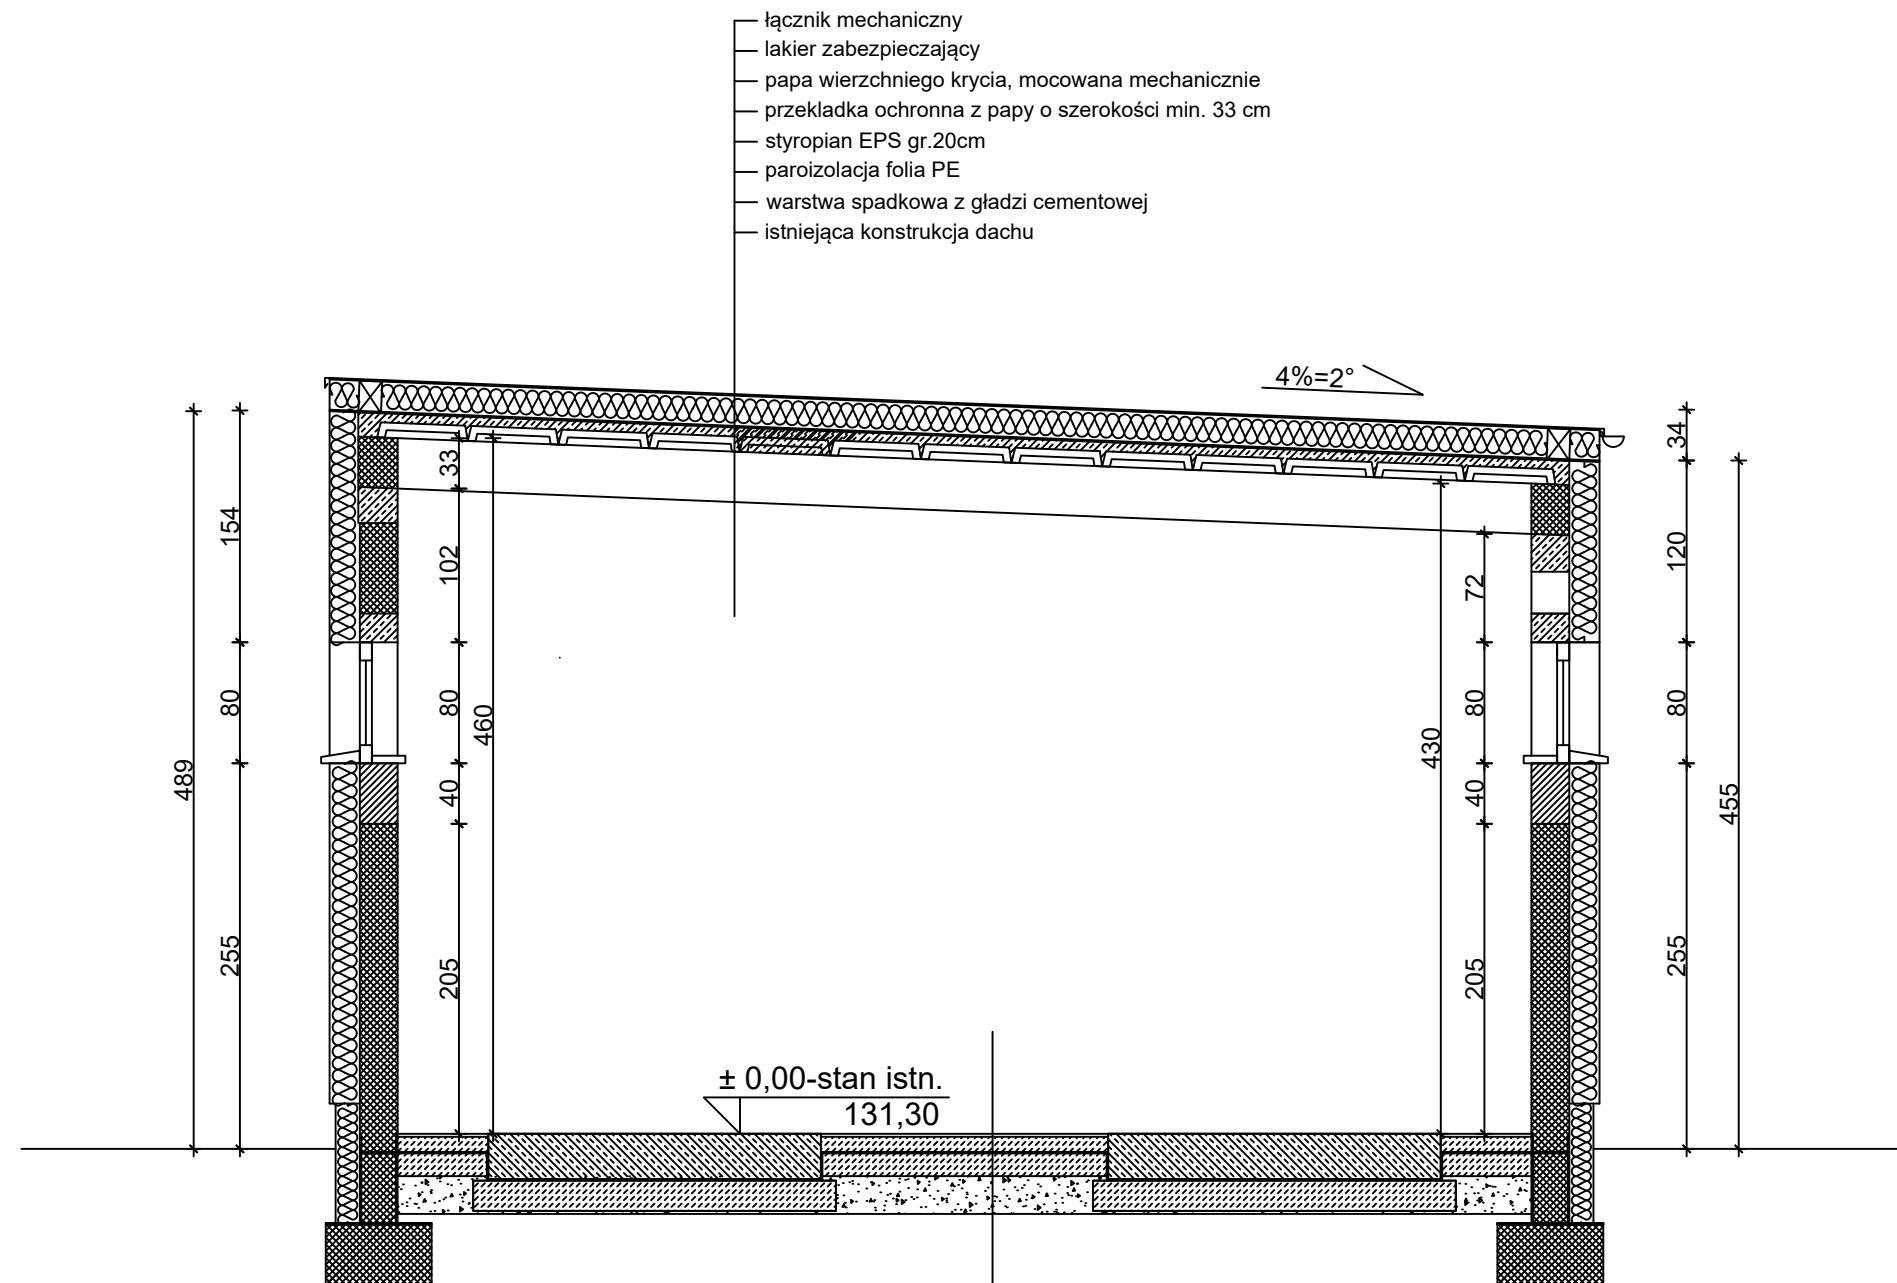 łącznik mechaniczny
lakier zabezpieczający
papa wierzchniego krycia, mocowana mechanicznie
przekladka ochronna z papy o szerokości min. 33 cm
styropian EPS gr.20cm
paroizolacja folia PE
warstwa spadkowa z gładzi cementowej
istniejąca konstrukcja dachu
4%=2°
489
154
80
255
33
102
80
40
205
460
430
72
80
40
205
34
120
80
255
455
± 0,00-stan istn.
131,30